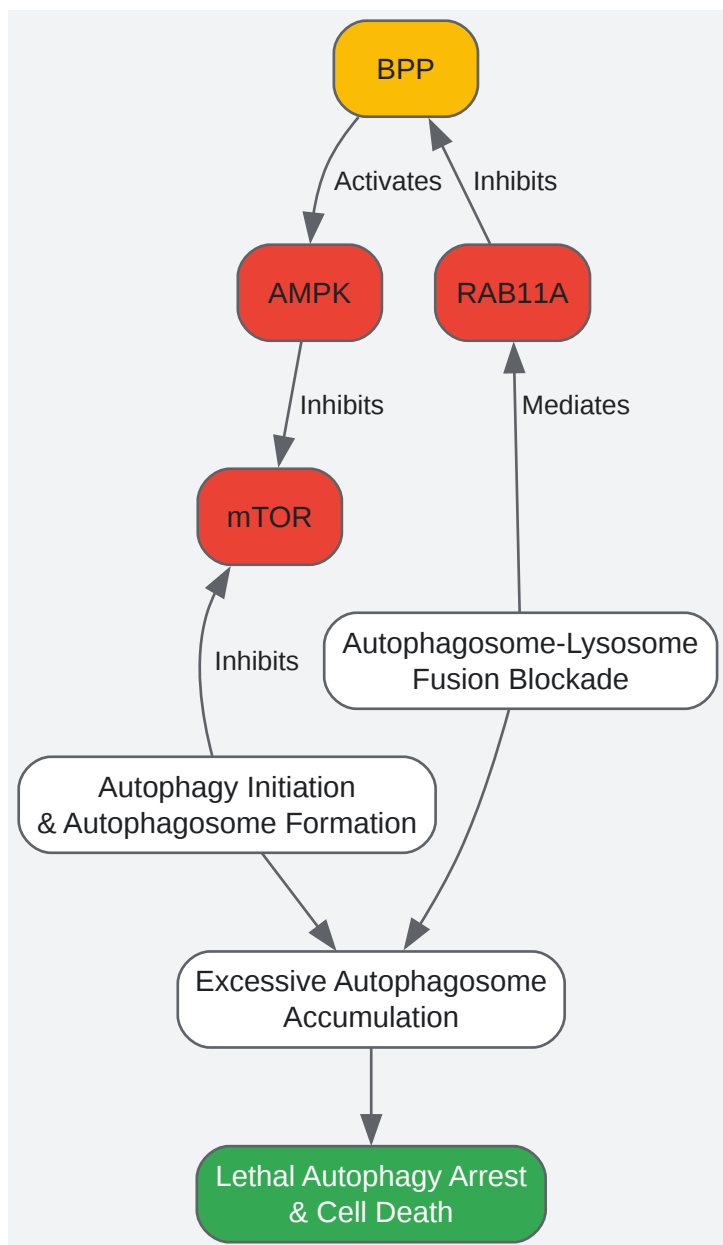 BPP
Activates
Inhibits
AMPK
RAB11A
Inhibits
Mediates
mTOR
Autophagosome-Lysosome
Fusion Blockade
Inhibits
Autophagy Initiation
& Autophagosome Formation
Excessive Autophagosome
Accumulation
Lethal Autophagy Arrest
& Cell Death